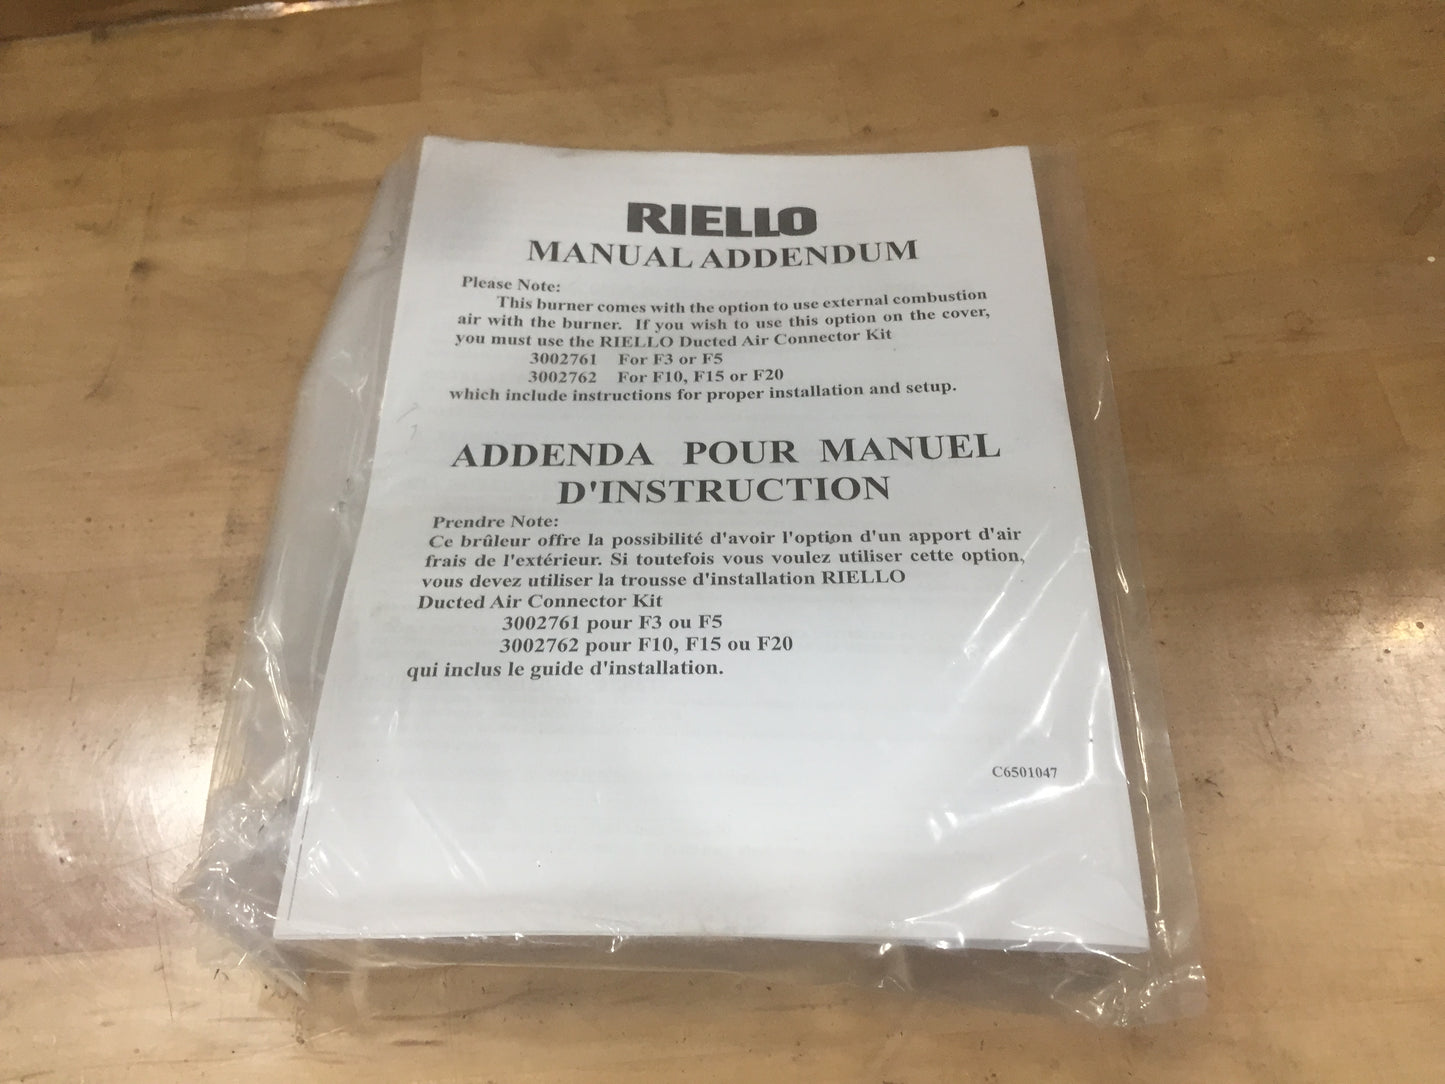 RIELLO
MANUAL ADDENDUM
Please Note:
This burner comes with the option to use external combustion
air with the burner. If you wish to use this option on the cover,
you must use the RIELLO Ducted Air Connector Kit
3002761 For F3 or F5
3002762 For F10, F15 or F20
which include instructions for proper installation and setup.
ADDENDA POUR MANUEL
D'INSTRUCTION
Prendre Note:
Ce brûleur offre la possibilité d'avoir l'option d'un apport d'air
frais de l'extérieur. Si toutefois vous voulez utiliser cette option,
vous devez utiliser la trousse d'installation RIELLO
Ducted Air Connector Kit
3002761 pour F3 ou F5
3002762 pour F10, F15 ou F20
qui inclus le guide d'installation.
C6501047